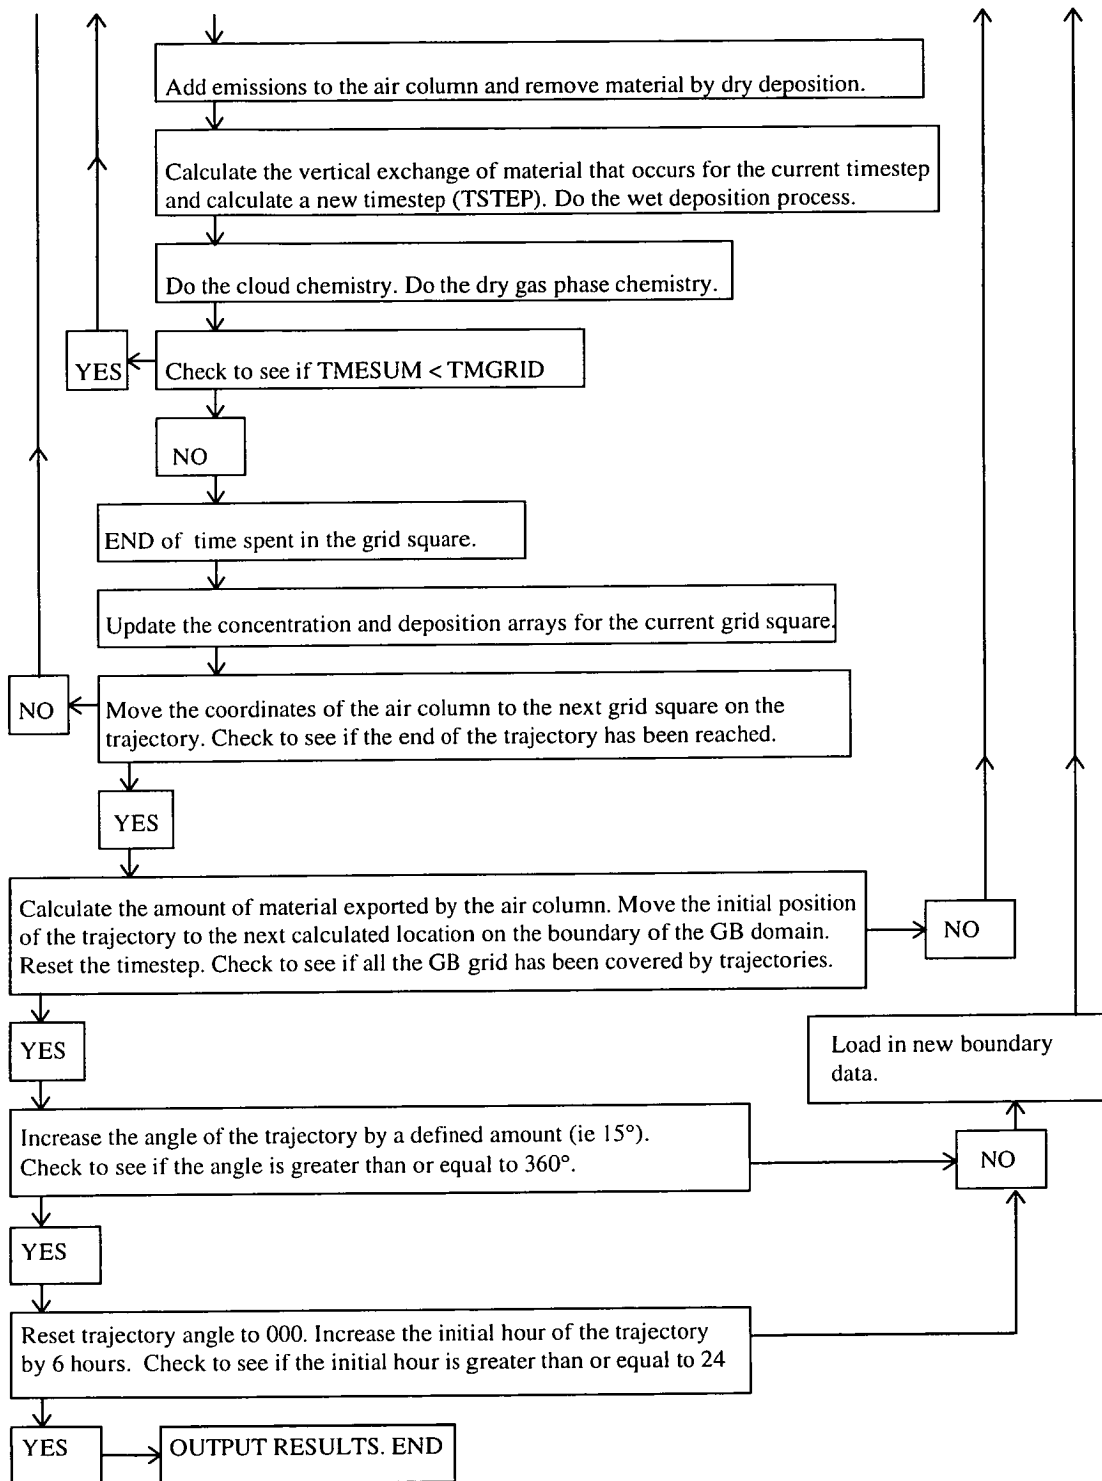 Add emissions to the air column and remove material by dry deposition.
Calculate the vertical exchange of material that occurs for the current timestep
and calculate a new timestep (TSTEP). Do the wet deposition process.
Do the cloud chemistry. Do the dry gas phase chemistry.
YES
Check to see if TMESUM < TMGRID
NO
END of time spent in the grid square.
Update the concentration and deposition arrays for the current grid square.
NO
Move the coordinates of the air column to the next grid square on the
trajectory. Check to see if the end of the trajectory has been reached.
YES
Calculate the amount of material exported by the air column. Move the initial position
of the trajectory to the next calculated location on the boundary of the GB domain.
Reset the timestep. Check to see if all the GB grid has been covered by trajectories.
NO
YES
Load in new boundary
data.
Increase the angle of the trajectory by a defined amount (ie 15°).
Check to see if the angle is greater than or equal to 360°.
NO
YES
Reset trajectory angle to 000. Increase the initial hour of the trajectory
by 6 hours. Check to see if the initial hour is greater than or equal to 24
YES
OUTPUT RESULTS. END